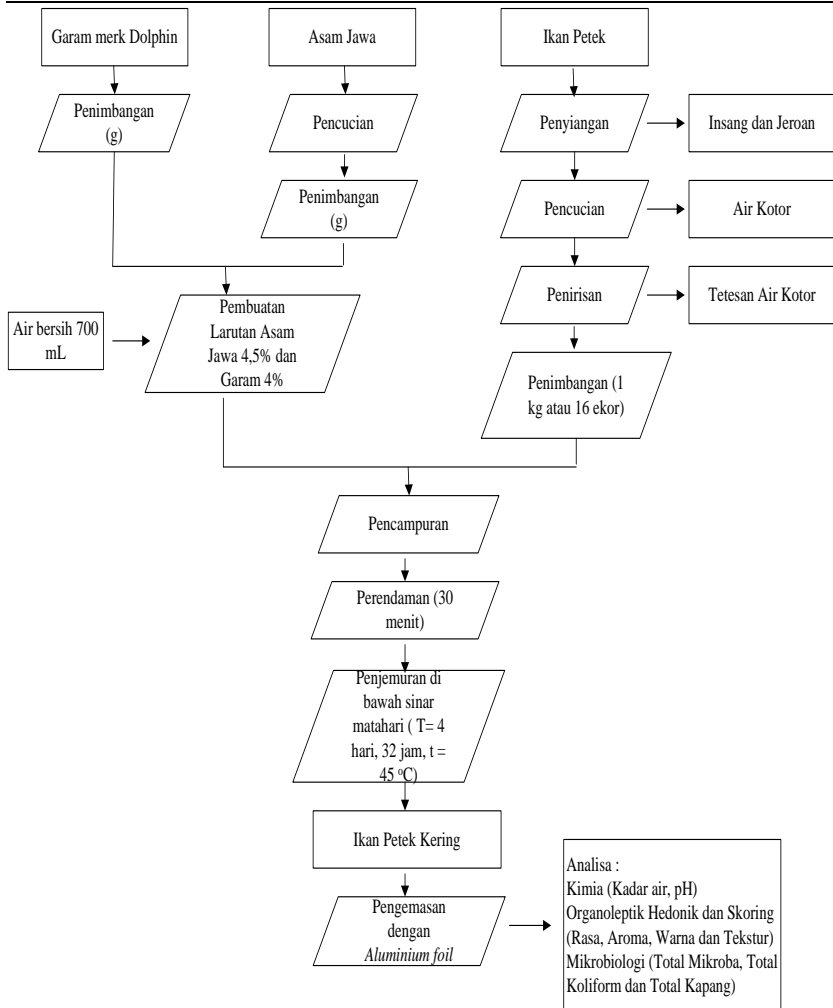 Garam merk Dolphin
Asam Jawa
Ikan Petek
Penimbangan
(g)
Pencucian
Penyiangan
Insang dan Jeroan
Penimbangan
(g)
Pencucian
Air Kotor
Penirisan
Tetesan Air Kotor
Air bersih 700
mL
Pembuatan
Larutan Asam
Jawa 4,5% dan
Garam 4%
Penimbangan (1
kg atau 16 ekor)
Pencampuran
Perendaman (30
menit)
Penjemuran di
bawah sinar
matahari ( T= 4
hari, 32 jam, t =
45 ºC)
Ikan Petek Kering
Pengemasan
dengan
Aluminium foil
Analisa :
Kimia (Kadar air, pH)
Organoleptik Hedonik dan Skoring
(Rasa, Aroma, Warna dan Tekstur)
Mikrobiologi (Total Mikroba, Total
Koliform dan Total Kapang)